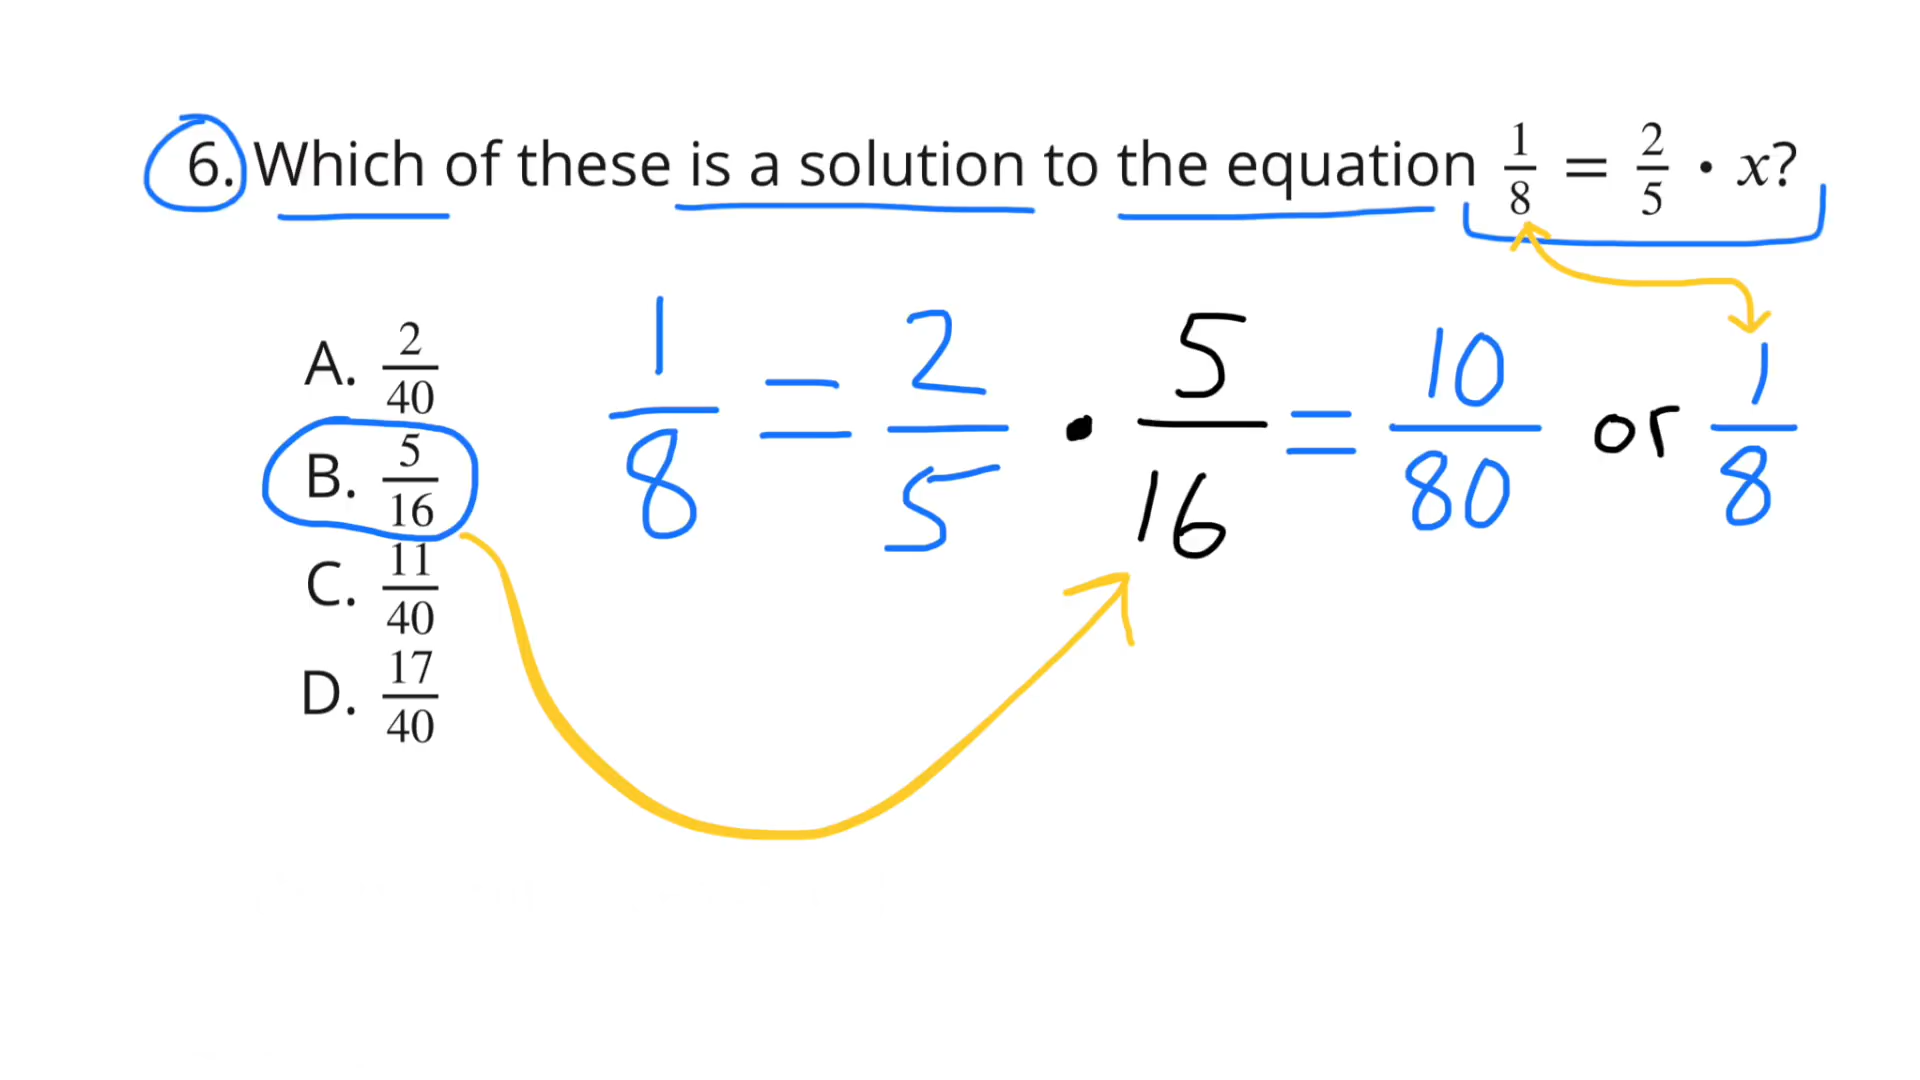 6. Which of these is a solution to the equation 1/8 = 2/5 · x?
A. 2/40
B. 5/16
C. 11/40
D. 17/40
1/8 = 2/5 · 5/16 = 10/80 or 1/8